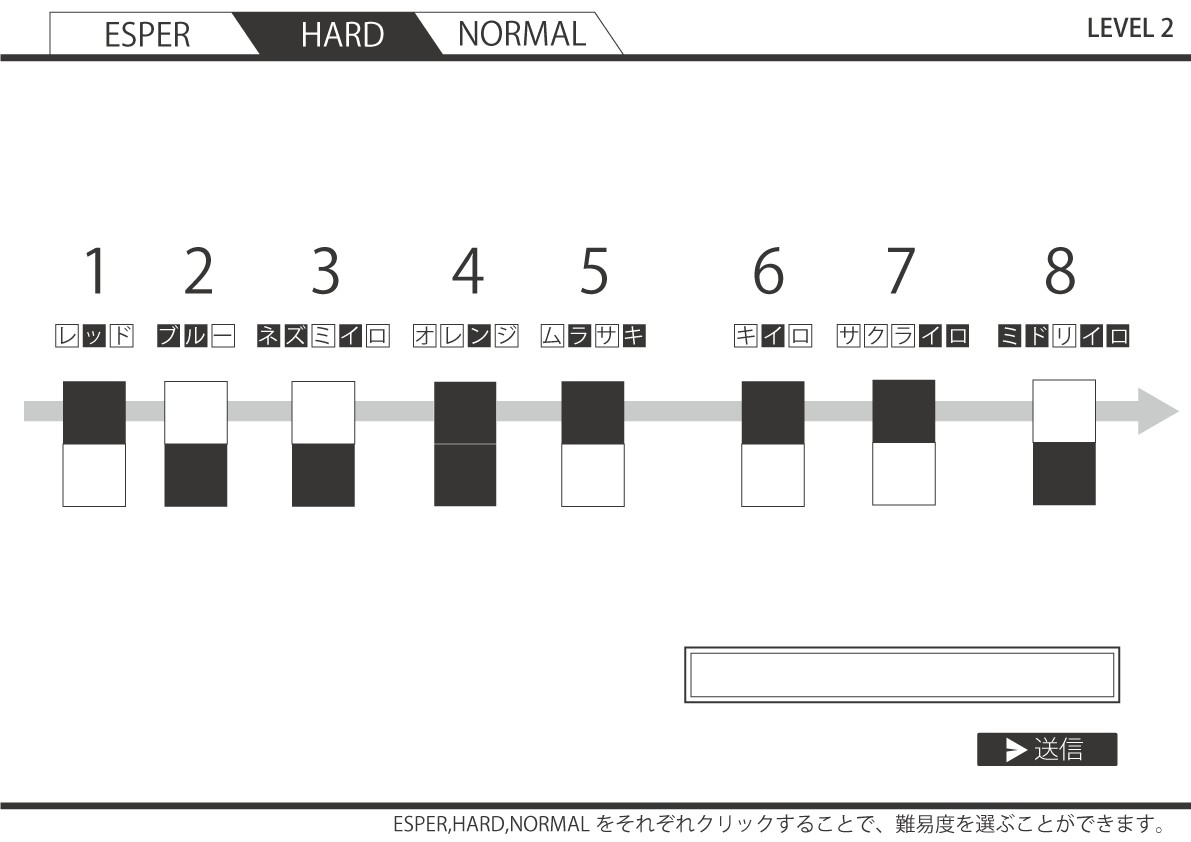 ESPER HARD NORMAL LEVEL 2
1 2 3 4 5 6 7 8
レッド ブルー ネズミイロ オレンジ ムラサキ キイロ サクライロ ミドリイロ
送信
ESPER,HARD,NORMAL をそれぞれクリックすることで、難易度を選ぶことができます。